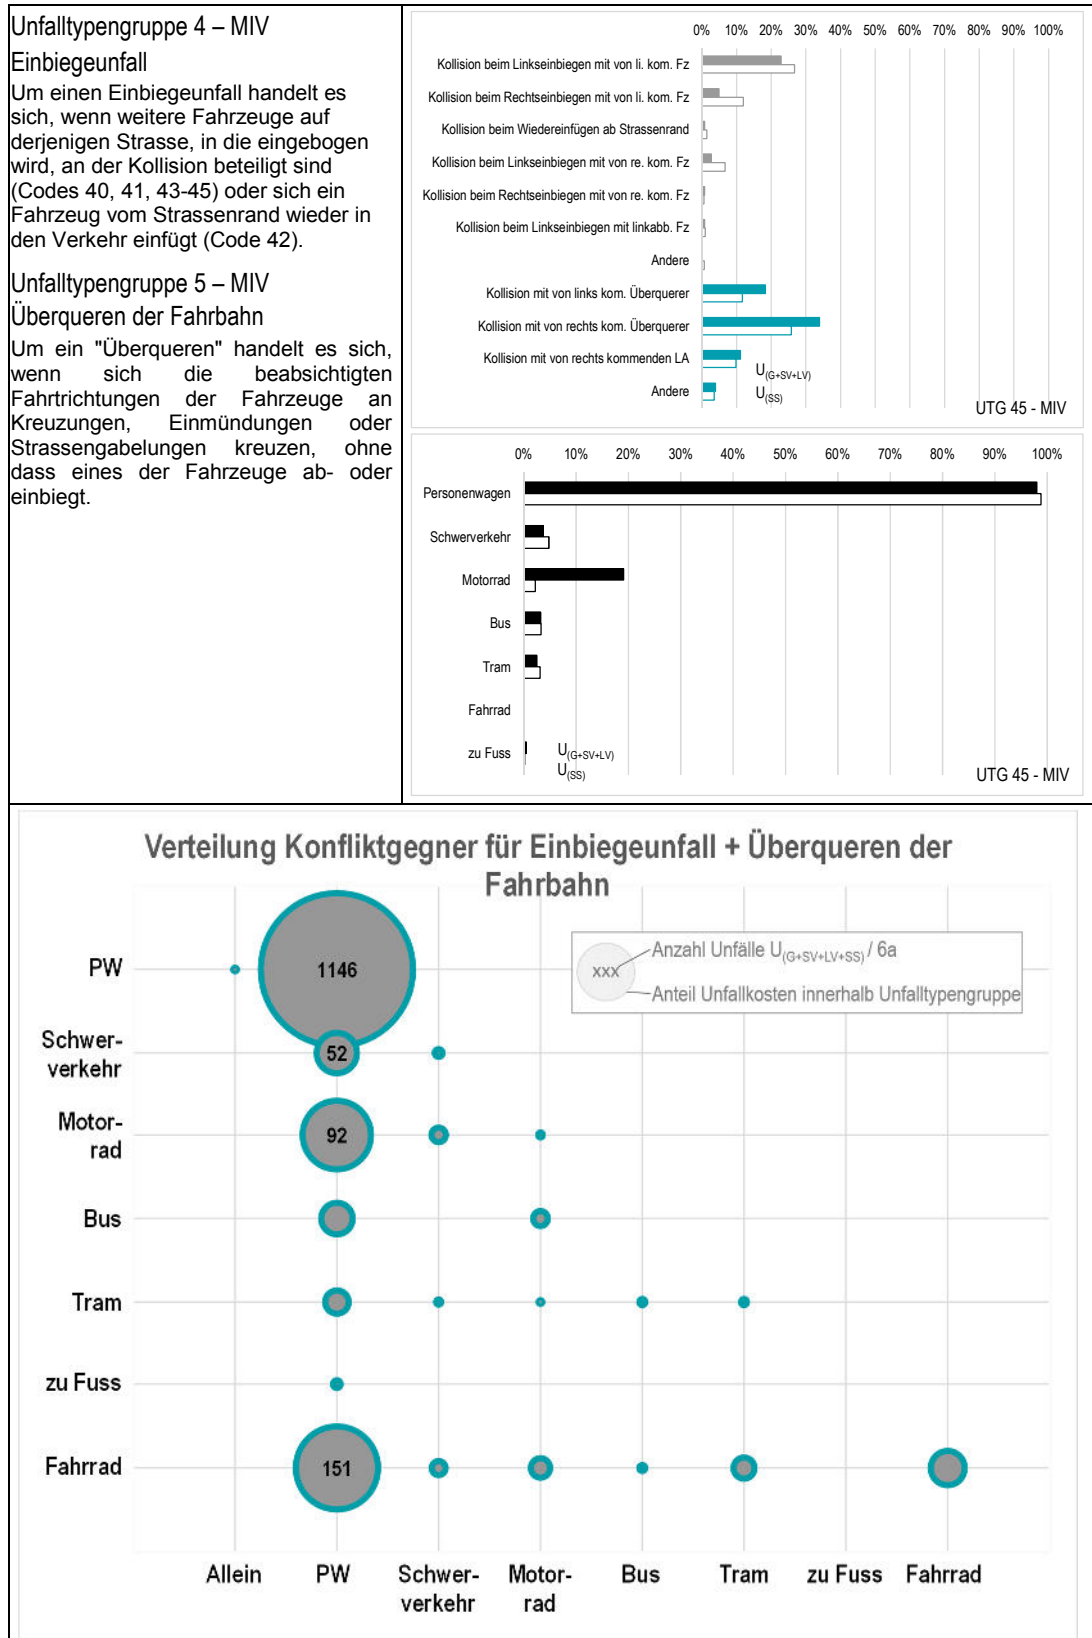 Unfalltypengruppe 4 – MIV
Einbiegeunfall
Um einen Einbiegeunfall handelt es
sich, wenn weitere Fahrzeuge auf
derjenigen Strasse, in die eingebogen
wird, an der Kollision beteiligt sind
(Codes 40, 41, 43-45) oder sich ein
Fahrzeug vom Strassenrand wieder in
den Verkehr einfügt (Code 42).
Unfalltypengruppe 5 – MIV
Überqueren der Fahrbahn
Um ein "Überqueren" handelt es sich,
wenn sich die beabsichtigten
Fahrtrichtungen der Fahrzeuge an
Kreuzungen, Einmündungen oder
Strassengabelungen kreuzen, ohne
dass eines der Fahrzeuge ab- oder
einbiegt.
0% 10% 20% 30% 40% 50% 60% 70% 80% 90% 100%
Kollision beim Linkseinbiegen mit von li. kom. Fz
Kollision beim Rechtseinbiegen mit von li. kom. Fz
Kollision beim Wiedereinfügen ab Strassenrand
Kollision beim Linkseinbiegen mit von re. kom. Fz
Kollision beim Rechtseinbiegen mit von re. kom. Fz
Kollision beim Linkseinbiegen mit linkabb. Fz
Andere
Kollision mit von links kom. Überquerer
Kollision mit von rechts kom. Überquerer
Kollision mit von rechts kommenden LA
Andere
U(G+SV+LV)
U(SS)
UTG 45 - MIV
0% 10% 20% 30% 40% 50% 60% 70% 80% 90% 100%
Personenwagen
Schwerverkehr
Motorrad
Bus
Tram
Fahrrad
zu Fuss
U(G+SV+LV)
U(SS)
UTG 45 - MIV
Verteilung Konfliktgegner für Einbiegeunfall + Überqueren der
Fahrbahn
xxx
Anzahl Unfälle U(G+SV+LV+SS) / 6a
Anteil Unfallkosten innerhalb Unfalltypengruppe
PW
1146
Schwer-
verkehr
52
Motor-
rad
92
Bus
Tram
zu Fuss
Fahrrad
151
Allein PW Schwer- Motor- Bus Tram zu Fuss Fahrrad
verkehr rad